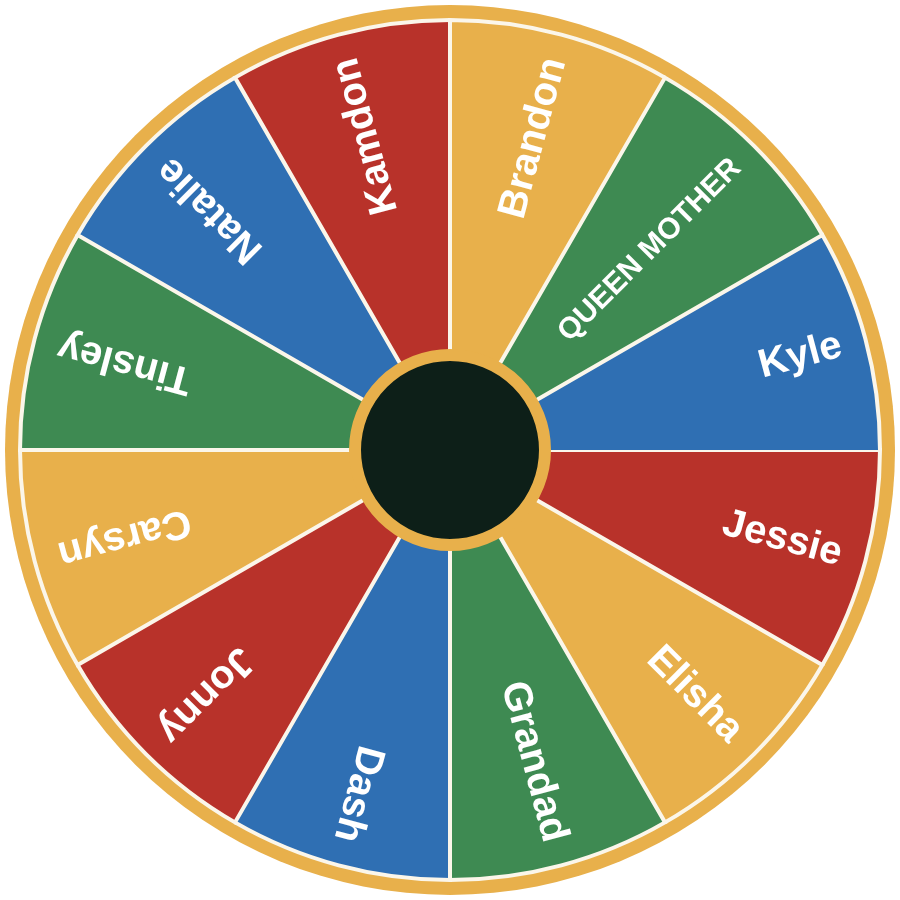 Brandon
QUEEN MOTHER
Kyle
Jessie
Elisha
Grandad
Dash
Jonny
Carsyn
Tinsley
Natalie
Kamdon